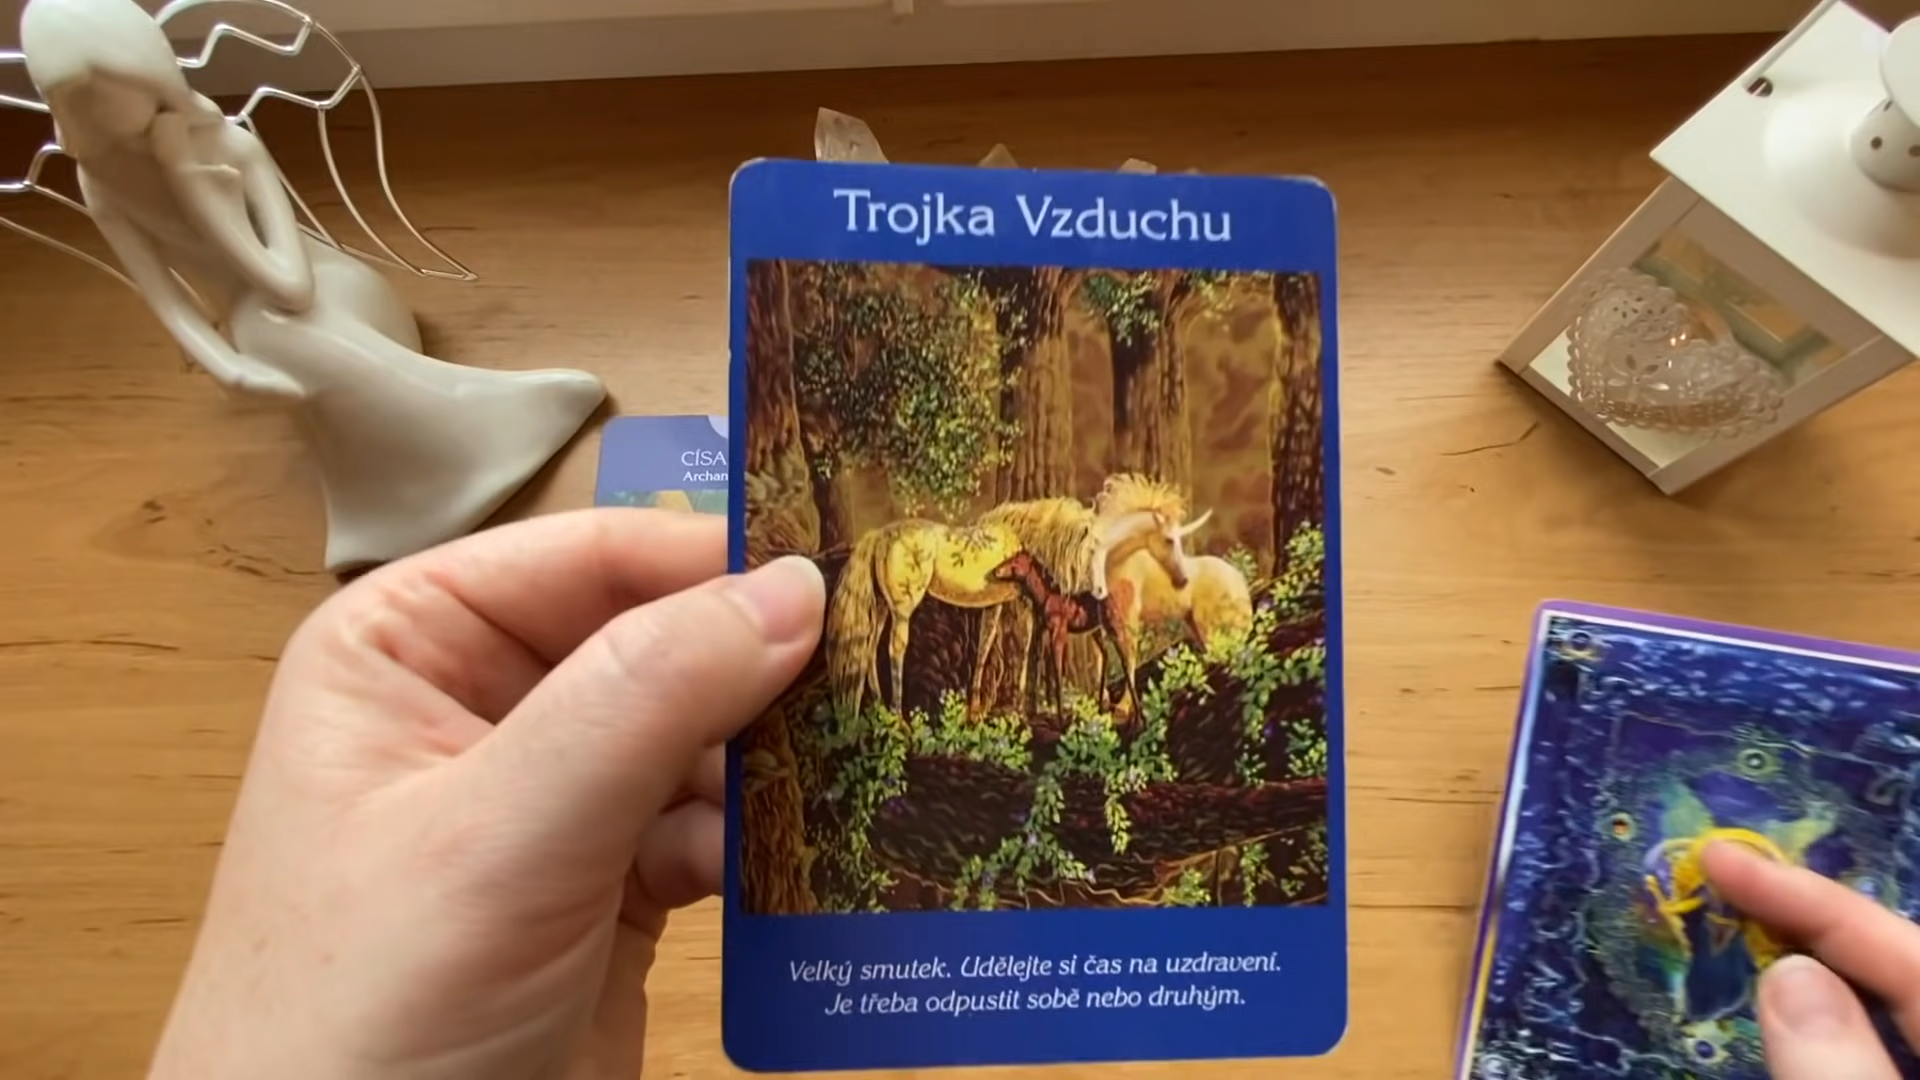 Trojka Vzduchu
CÍSA
Archan
Velký smutek. Udělejte si čas na uzdravení.
Je třeba odpustit sobě nebo druhým.